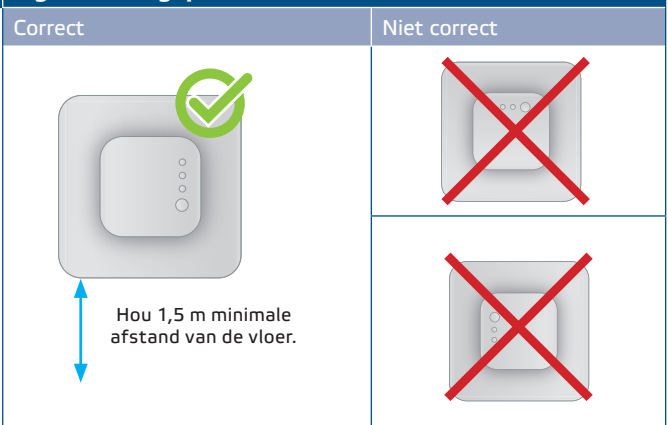 Correct
Niet correct
Hou 1,5 m minimale
afstand van de vloer.